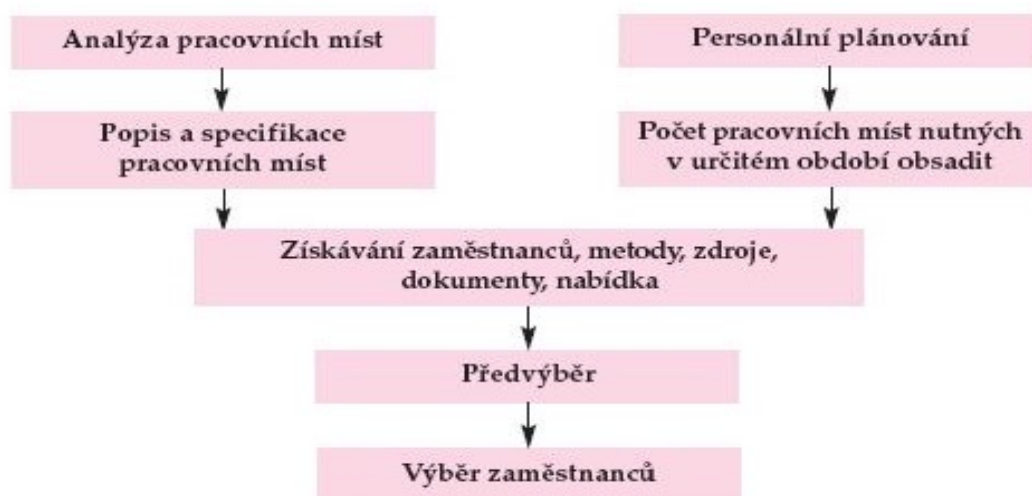 Analýza pracovních míst
Personální plánování
Popis a specifikace
pracovních míst
Počet pracovních míst nutných
v určitém období obsadit
Získávání zaměstnanců, metody, zdroje,
dokumenty, nabídka
Předvýběr
Výběr zaměstnanců